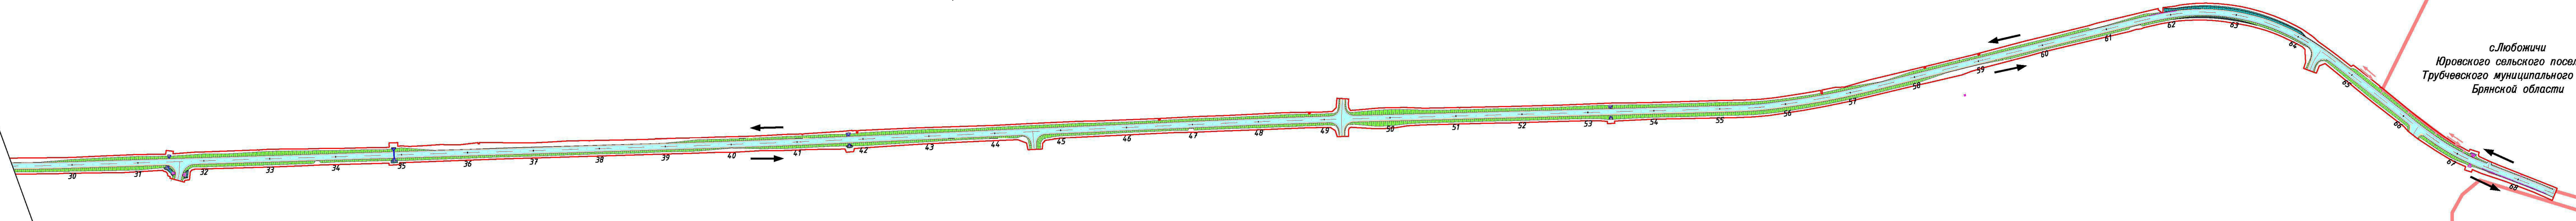 с.Любожичи
Юровского сельского посел
Трубчевского муниципального
Брянской области
30 31 32 33 34 35 36 37 38 39 40 41 42 43 44 45 46 47 48 49 50 51 52 53 54 55 56 57 58 59 60 61 62 63 64 65 66 67 68